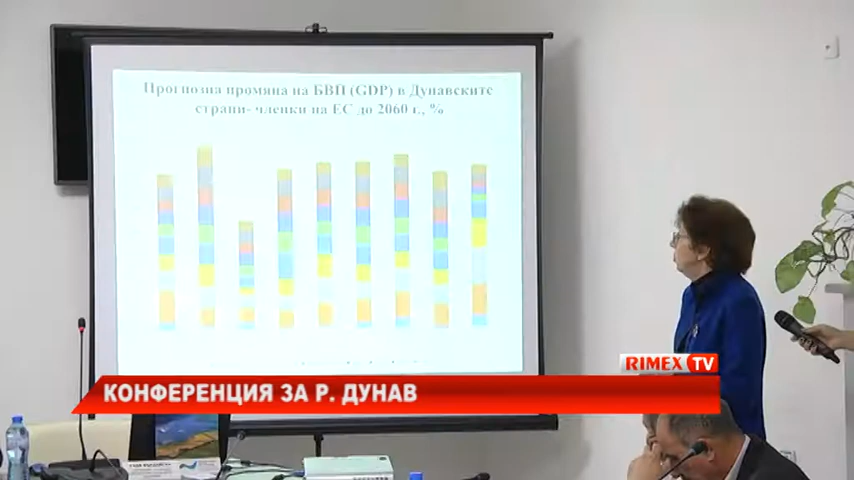 Прогнозна промяна на БВП (GDP) в Дунавските
страни- членки на ЕС до 2060 г., %
RIMEX TV
КОНФЕРЕНЦИЯ ЗА Р. ДУНАВ